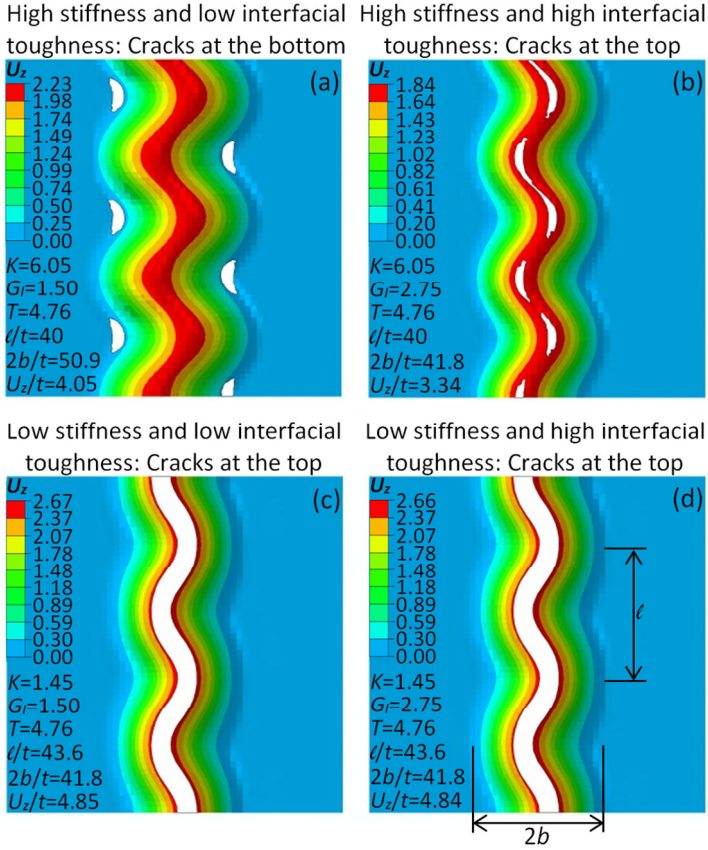 High stiffness and low interfacial
toughness: Cracks at the bottom
Uz
(a)
2.23
1.98
1.74
1.49
1.24
0.99
0.74
0.50
0.25
0.00
K=6.05
GI=1.50
T=4.76
ℓ/t=40
2b/t=50.9
Uz/t=4.05
High stiffness and high interfacial
toughness: Cracks at the top
Uz
(b)
1.84
1.64
1.43
1.23
1.02
0.82
0.61
0.41
0.20
0.00
K=6.05
GI=2.75
T=4.76
ℓ/t=40
2b/t=41.8
Uz/t=3.34
Low stiffness and low interfacial
toughness: Cracks at the top
Uz
(c)
2.67
2.37
2.07
1.78
1.48
1.18
0.89
0.59
0.30
0.00
K=1.45
GI=1.50
T=4.76
ℓ/t=43.6
2b/t=41.8
Uz/t=4.85
Low stiffness and high interfacial
toughness: Cracks at the top
Uz
(d)
2.66
2.37
2.07
1.78
1.48
1.18
0.89
0.59
0.30
0.00
ℓ
K=1.45
GI=2.75
T=4.76
ℓ/t=43.6
2b/t=41.8
Uz/t=4.84
2b